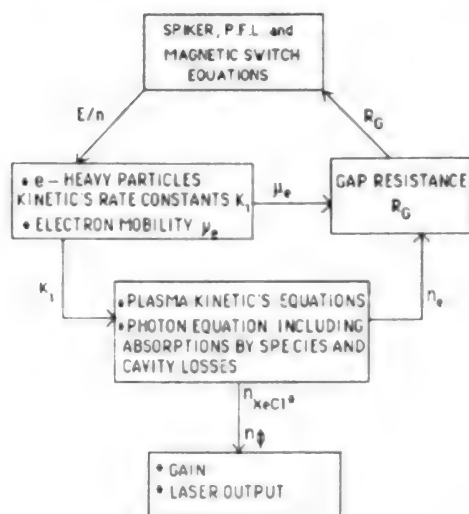 SPIKER, P.F.L. and
MAGNETIC SWITCH
EQUATIONS
E/n
R_G
• e– HEAVY PARTICLES
KINETIC'S RATE CONSTANTS K_i
• ELECTRON MOBILITY μ_e
μ_e
GAP RESISTANCE
R_G
K_i
n_e
• PLASMA KINETIC'S EQUATIONS
• PHOTON EQUATION INCLUDING
ABSORPTIONS BY SPECIES AND
CAVITY LOSSES
n_XeCl*
n_ϕ
• GAIN
• LASER OUTPUT